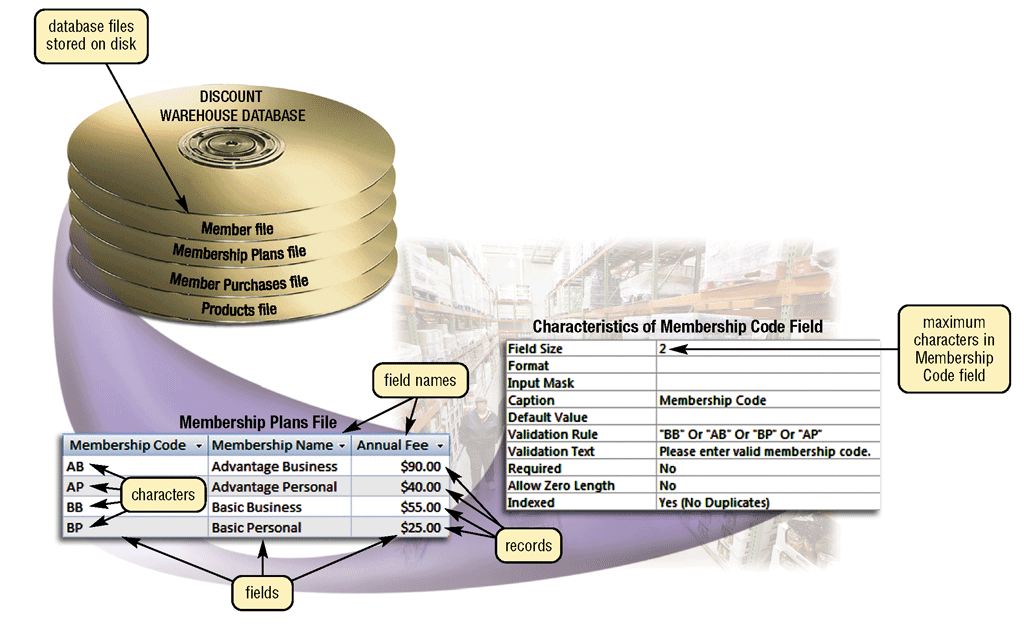 database files
stored on disk
DISCOUNT
WAREHOUSE DATABASE
Member file
Membership Plans file
Member Purchases file
Products file
Characteristics of Membership Code Field
Field Size 2
Format
Input Mask
Caption Membership Code
Default Value
Validation Rule "BB" Or "AB" Or "BP" Or "AP"
Validation Text Please enter valid membership code.
Required No
Allow Zero Length No
Indexed Yes (No Duplicates)
maximum
characters in
Membership
Code field
field names
Membership Plans File
Membership Code Membership Name Annual Fee
AB Advantage Business $90.00
AP Advantage Personal $40.00
BB Basic Business $55.00
BP Basic Personal $25.00
characters
records
fields